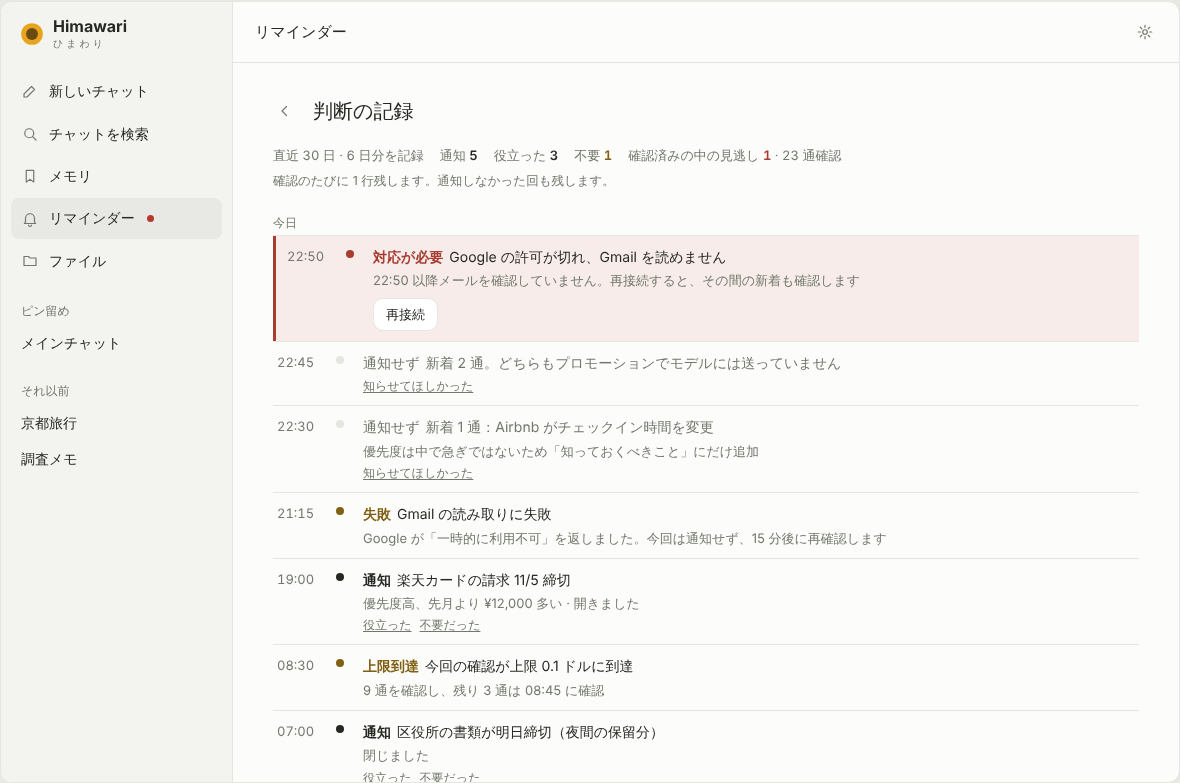 Himawari
ひまわり
新しいチャット
チャットを検索
メモリ
リマインダー
ファイル
ピン留め
メインチャット
それ以前
京都旅行
調査メモ
リマインダー
判断の記録
直近 30 日 · 6 日分を記録 通知 5 役立った 3 不要 1 確認済みの中の見逃し 1 · 23 通確認
確認のたびに 1 行残します。通知しなかった回も残します。
今日
22:50 対応が必要 Google の許可が切れ、Gmail を読めません
22:50 以降メールを確認していません。再接続すると、その間の新着も確認します
再接続
22:45 通知せず 新着 2 通。どちらもプロモーションでモデルには送っていません
知らせてほしかった
22:30 通知せず 新着 1 通：Airbnb がチェックイン時間を変更
優先度は中で急ぎではないため「知っておくべきこと」にだけ追加
知らせてほしかった
21:15 失敗 Gmail の読み取りに失敗
Google が「一時的に利用不可」を返しました。今回は通知せず、15 分後に再確認します
19:00 通知 楽天カードの請求 11/5 締切
優先度高、先月より ¥12,000 多い · 開きました
役立った 不要だった
08:30 上限到達 今回の確認が上限 0.1 ドルに到達
9 通を確認し、残り 3 通は 08:45 に確認
07:00 通知 区役所の書類が明日締切（夜間の保留分）
閉じました
役立った 不要だった